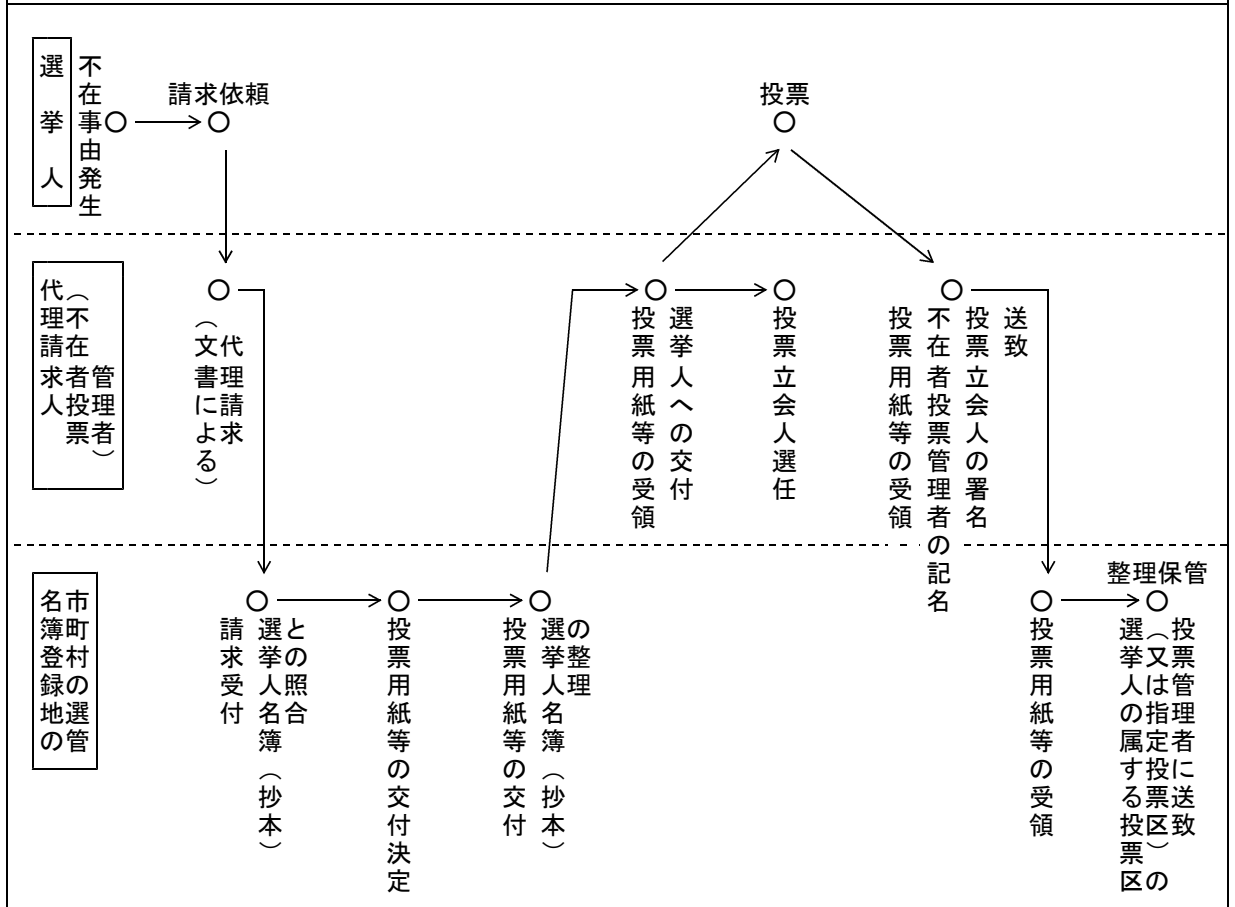 選挙人
不在事由発生
請求依頼
投票
代理請求人
(不在者投票
管理者)
代理請求
(文書による)
投票用紙等の受領
選挙人への交付
投票立会人選任
投票用紙等の受領
不在者投票管理者の記名
投票立会人の署名
送致
名簿登録地の
市町村の選管
請求受付
選挙人名簿(抄本)
との照合
投票用紙等の交付決定
投票用紙等の交付
選挙人名簿(抄本)
の整理
投票用紙等の受領
整理保管
選挙人の属する投票区
(又は指定投票区)の
投票管理者に送致